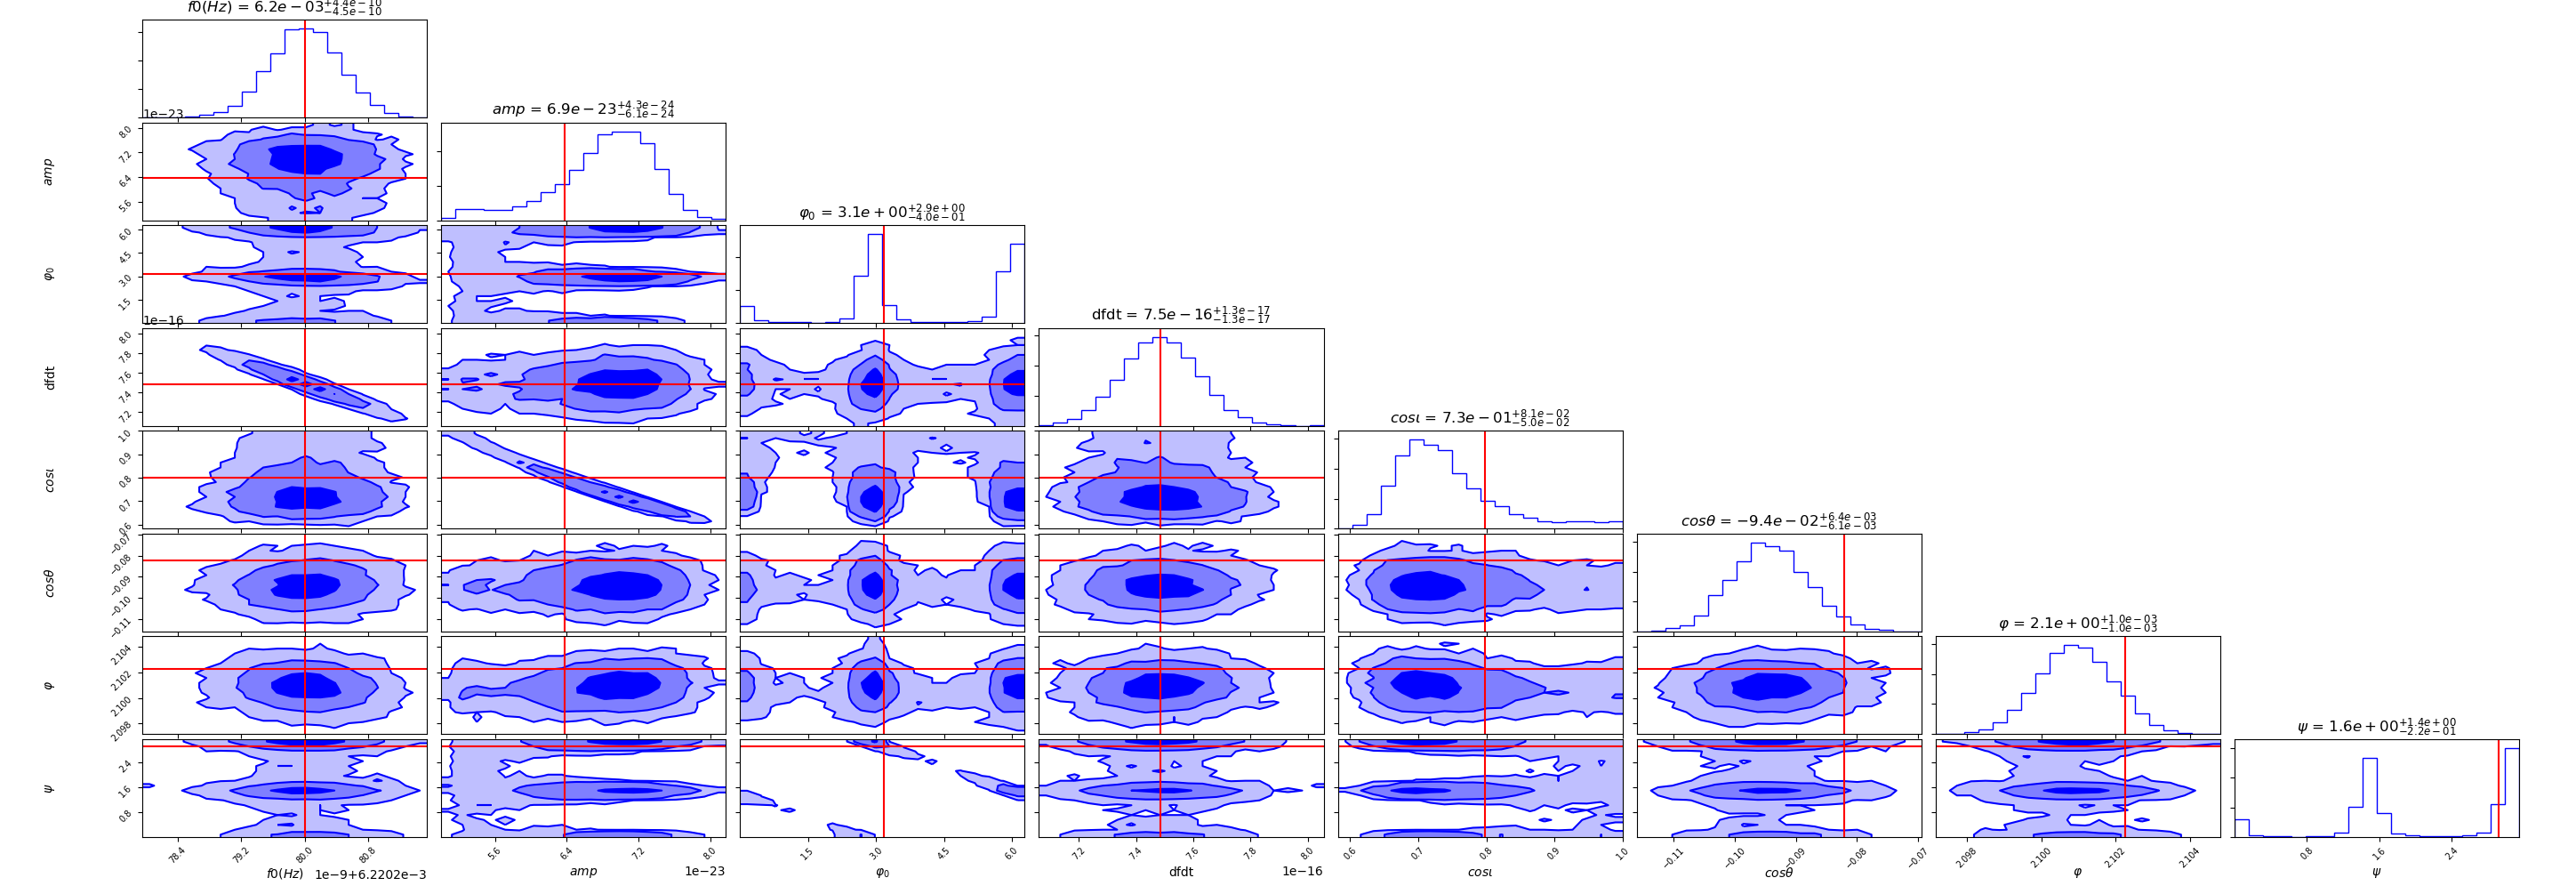 f0(Hz) = 6.2e−03 +4.4e−10 −4.5e−10
1e−23
amp = 6.9e−23 +4.3e−24 −6.1e−24
8.0
7.2
6.4
5.6
amp
φ0 = 3.1e+00 +2.9e+00 −4.0e−01
6.0
4.5
3.0
1.5
φ0
1e−16
dfdt = 7.5e−16 +1.3e−17 −1.3e−17
8.0
7.8
7.6
7.4
7.2
dfdt
cosι = 7.3e−01 +8.1e−02 −5.0e−02
1.0
0.9
0.8
0.7
0.6
cosι
cosθ = −9.4e−02 +6.4e−03 −6.1e−03
−0.07
−0.08
−0.09
−0.10
−0.11
cosθ
φ = 2.1e+00 +1.0e−03 −1.0e−03
2.104
2.102
2.100
2.098
φ
ψ = 1.6e+00 +1.4e+00 −2.2e−01
2.4
1.6
0.8
ψ
78.4 79.2 80.0 80.8
5.6 6.4 7.2 8.0
1.5 3.0 4.5 6.0
7.2 7.4 7.6 7.8 8.0
0.6 0.7 0.8 0.9 1.0
−0.11 −0.10 −0.09 −0.08 −0.07
2.098 2.100 2.102 2.104
0.8 1.6 2.4
f0(Hz) 1e−9+6.2202e−3
amp 1e−23
φ0
dfdt 1e−16
cosι
cosθ
φ
ψ